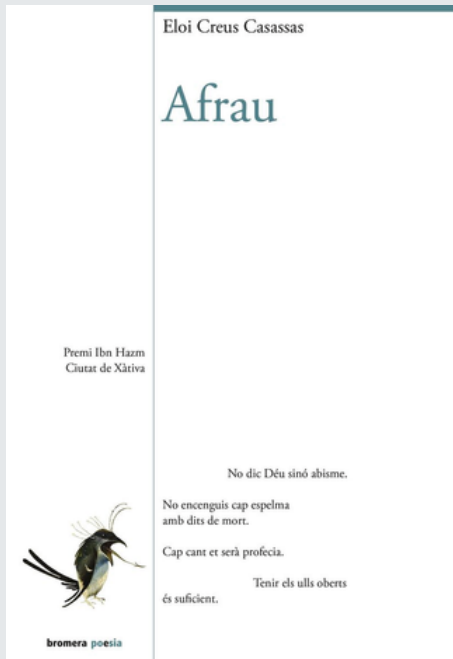 Eloi Creus Casassas
Afrau
Premi Ibn Hazm
Ciutat de Xàtiva
No dic Déu sinó abisme.
No encenguis cap espelma
amb dits de mort.
Cap cant et serà profecia.
Tenir els ulls oberts
és suficient.
bromera poesia